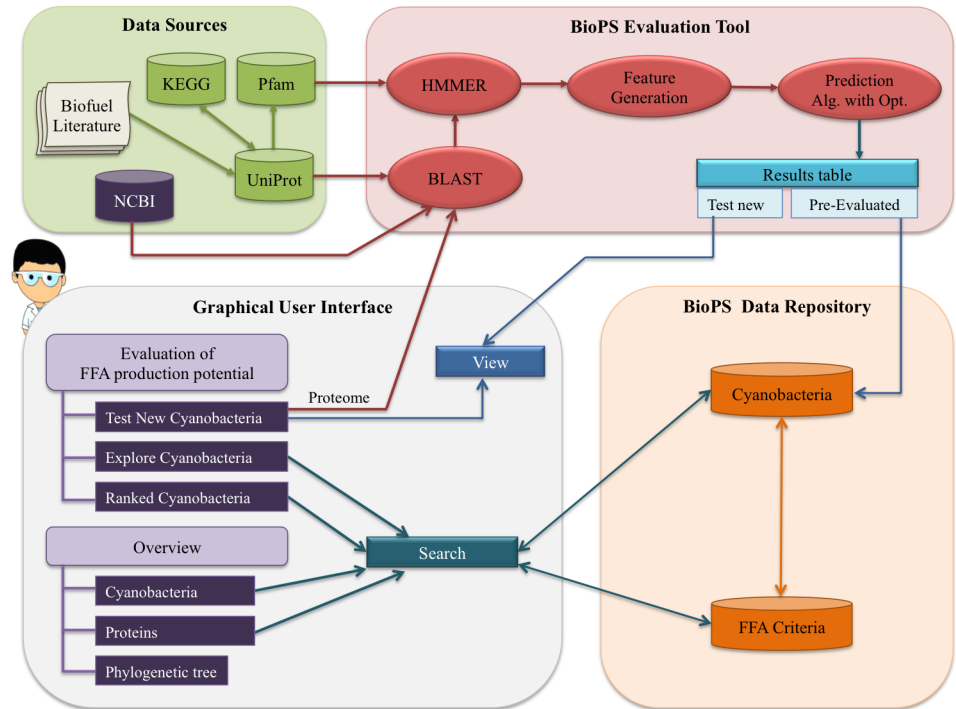 Data Sources
BioPS Evaluation Tool
KEGG
Pfam
Biofuel
Literature
UniProt
NCBI
HMMER
Feature
Generation
Prediction
Alg. with Opt.
BLAST
Results table
Test new
Pre-Evaluated
Graphical User Interface
Evaluation of
FFA production potential
Test New Cyanobacteria
Explore Cyanobacteria
Ranked Cyanobacteria
Proteome
View
Overview
Cyanobacteria
Proteins
Phylogenetic tree
Search
BioPS  Data Repository
Cyanobacteria
FFA Criteria